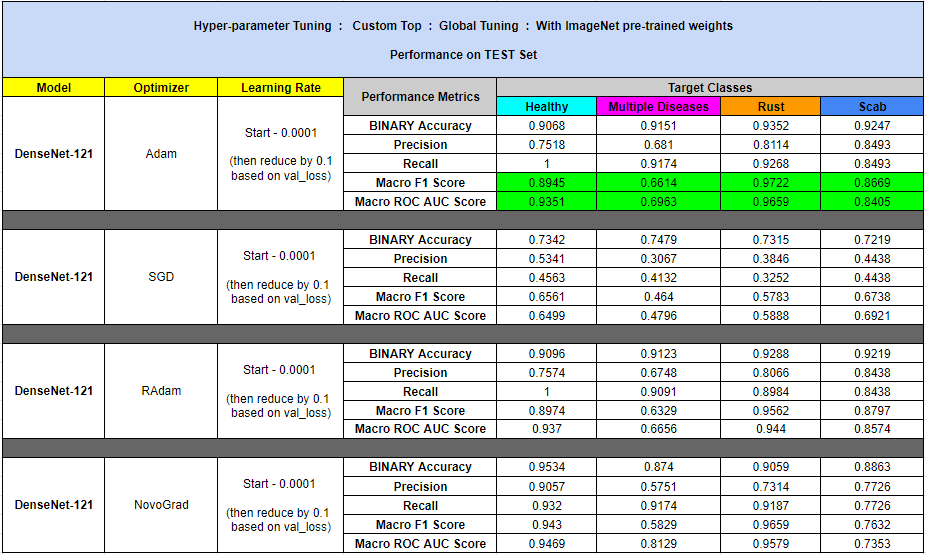 Hyper-parameter Tuning : Custom Top : Global Tuning : With ImageNet pre-trained weights
Performance on TEST Set
Model Optimizer Learning Rate Performance Metrics Target Classes
Healthy Multiple Diseases Rust Scab
DenseNet-121 Adam Start - 0.0001
(then reduce by 0.1
based on val_loss)
BINARY Accuracy 0.9068 0.9151 0.9352 0.9247
Precision 0.7518 0.681 0.8114 0.8493
Recall 1 0.9174 0.9268 0.8493
Macro F1 Score 0.8945 0.6614 0.9722 0.8669
Macro ROC AUC Score 0.9351 0.6963 0.9659 0.8405
DenseNet-121 SGD Start - 0.0001
(then reduce by 0.1
based on val_loss)
BINARY Accuracy 0.7342 0.7479 0.7315 0.7219
Precision 0.5341 0.3067 0.3846 0.4438
Recall 0.4563 0.4132 0.3252 0.4438
Macro F1 Score 0.6561 0.464 0.5783 0.6738
Macro ROC AUC Score 0.6499 0.4796 0.5888 0.6921
DenseNet-121 RAdam Start - 0.0001
(then reduce by 0.1
based on val_loss)
BINARY Accuracy 0.9096 0.9123 0.9288 0.9219
Precision 0.7574 0.6748 0.8066 0.8438
Recall 1 0.9091 0.8984 0.8438
Macro F1 Score 0.8974 0.6329 0.9562 0.8797
Macro ROC AUC Score 0.937 0.6656 0.944 0.8574
DenseNet-121 NovoGrad Start - 0.0001
(then reduce by 0.1
based on val_loss)
BINARY Accuracy 0.9534 0.874 0.9059 0.8863
Precision 0.9057 0.5751 0.7314 0.7726
Recall 0.932 0.9174 0.9187 0.7726
Macro F1 Score 0.943 0.5829 0.9659 0.7632
Macro ROC AUC Score 0.9469 0.8129 0.9579 0.7353